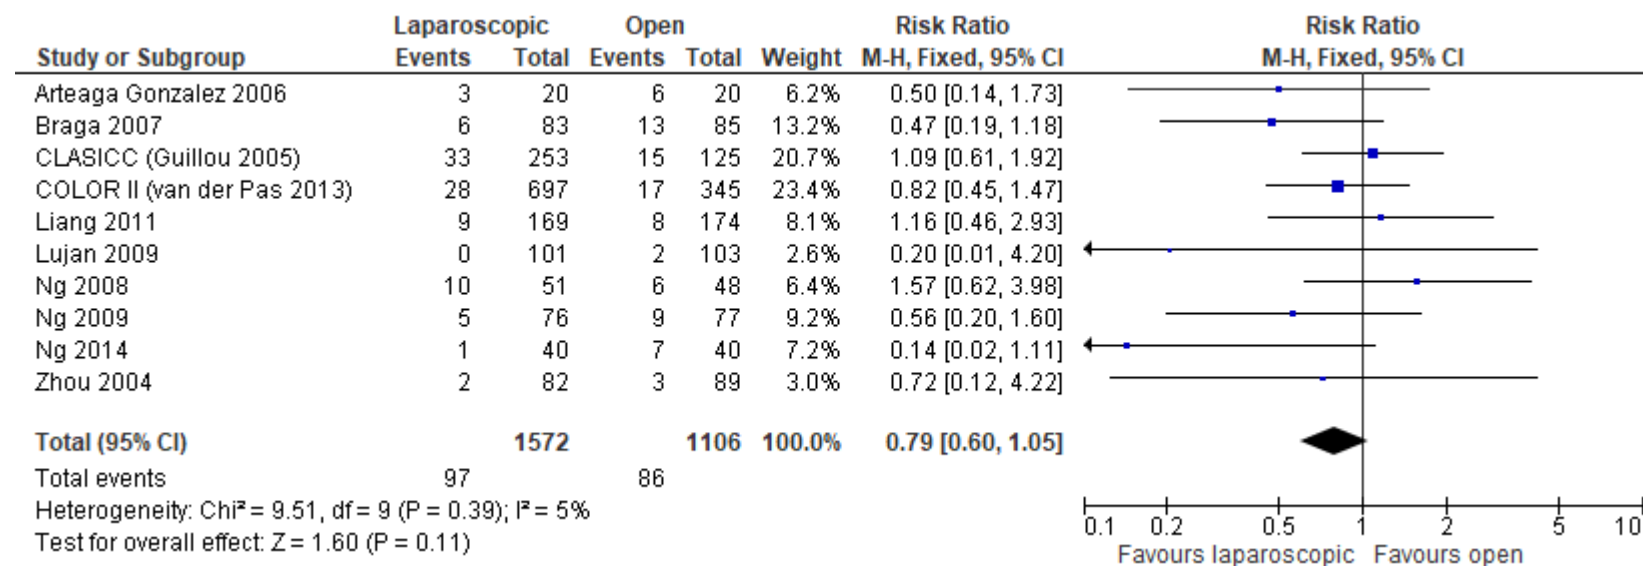 Laparoscopic Open Risk Ratio Risk Ratio
Study or Subgroup Events Total Events Total Weight M-H, Fixed, 95% CI M-H, Fixed, 95% CI
Arteaga Gonzalez 2006 3 20 6 20 6.2% 0.50 [0.14, 1.73]
Braga 2007 6 83 13 85 13.2% 0.47 [0.19, 1.18]
CLASICC (Guillou 2005) 33 253 15 125 20.7% 1.09 [0.61, 1.92]
COLOR II (van der Pas 2013) 28 697 17 345 23.4% 0.82 [0.45, 1.47]
Liang 2011 9 169 8 174 8.1% 1.16 [0.46, 2.93]
Lujan 2009 0 101 2 103 2.6% 0.20 [0.01, 4.20]
Ng 2008 10 51 6 48 6.4% 1.57 [0.62, 3.98]
Ng 2009 5 76 9 77 9.2% 0.56 [0.20, 1.60]
Ng 2014 1 40 7 40 7.2% 0.14 [0.02, 1.11]
Zhou 2004 2 82 3 89 3.0% 0.72 [0.12, 4.22]
Total (95% CI) 1572 1106 100.0% 0.79 [0.60, 1.05]
Total events 97 86
Heterogeneity: Chi² = 9.51, df = 9 (P = 0.39); I² = 5%
Test for overall effect: Z = 1.60 (P = 0.11)
0.1 0.2 0.5 1 2 5 10
Favours laparoscopic Favours open